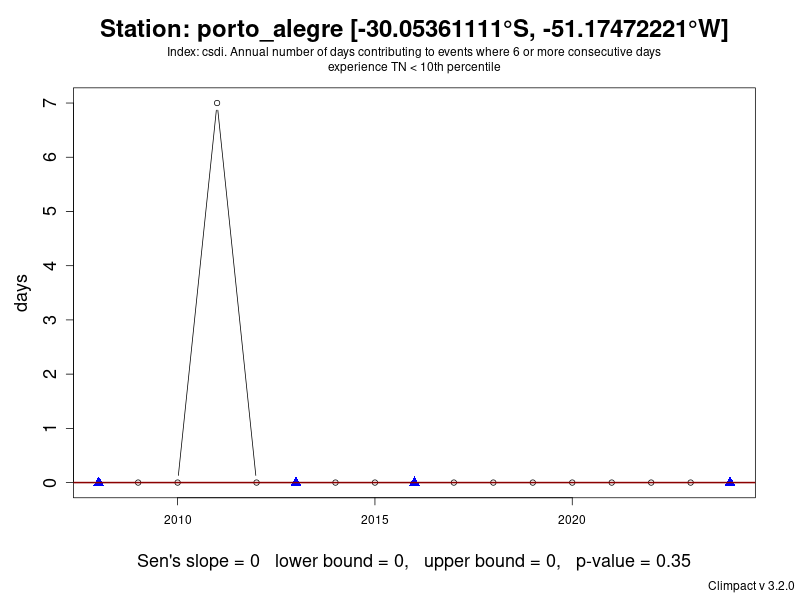 Station: porto_alegre [-30.05361111°S, -51.17472221°W]
Index: csdi. Annual number of days contributing to events where 6 or more consecutive days
experience TN < 10th percentile
days
7
6
5
4
3
2
1
0
2010 2015 2020
Sen's slope = 0 lower bound = 0, upper bound = 0, p-value = 0.35
Climpact v 3.2.0